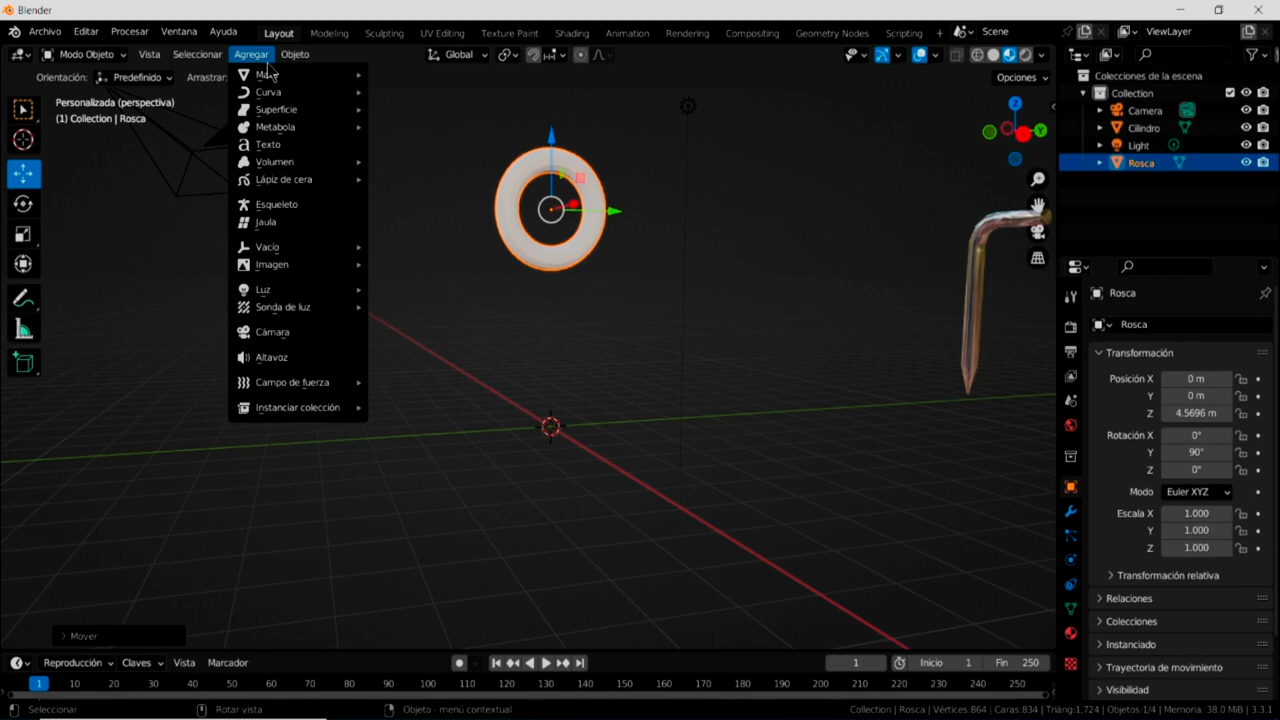 Blender
Archivo Editar Procesar Ventana Ayuda Layout Modeling Sculpting UV Editing Texture Paint Shading Animation Rendering Compositing Geometry Nodes Scripting + Scene ViewLayer
Modo Objeto Vista Seleccionar Agregar Objeto Global
Orientación: Predefinido Arrastrar: Opciones
Personalizada (perspectiva)
(1) Collection | Rosca
Curva
Superficie
Metabola
Texto
Volumen
Lápiz de cera
Esqueleto
Jaula
Vacío
Imagen
Luz
Sonda de luz
Cámara
Altavoz
Campo de fuerza
Instanciar colección
Z
Y
Colecciones de la escena
Collection
Camera
Cilindro
Light
Rosca
Rosca
Rosca
Transformación
Posición X 0 m
Y 0 m
Z 4.5696 m
Rotación X 0°
Y 90°
Z 0°
Modo Euler XYZ
Escala X 1.000
Y 1.000
Z 1.000
Transformación relativa
Relaciones
Colecciones
Instanciado
Trayectoria de movimiento
Visibilidad
Mover
Reproducción Claves Vista Marcador 1 Inicio 1 Fin 250
1 10 20 30 40 50 60 70 80 90 100 110 120 130 140 150 160 170 180 190 200 210 220 230 240 250
Seleccionar Rotar vista Objeto - menú contextual Collection | Rosca | Vértices:864 | Caras:834 | Triáng:1,724 | Objetos:1/4 | Memoria: 38.0 MiB | 3.3.1